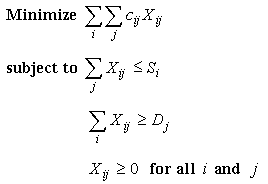 Minimize ∑_i ∑_j c_ij X_ij
subject to ∑_j X_ij ≤ S_i
∑_i X_ij ≥ D_j
X_ij ≥ 0 for all i and j